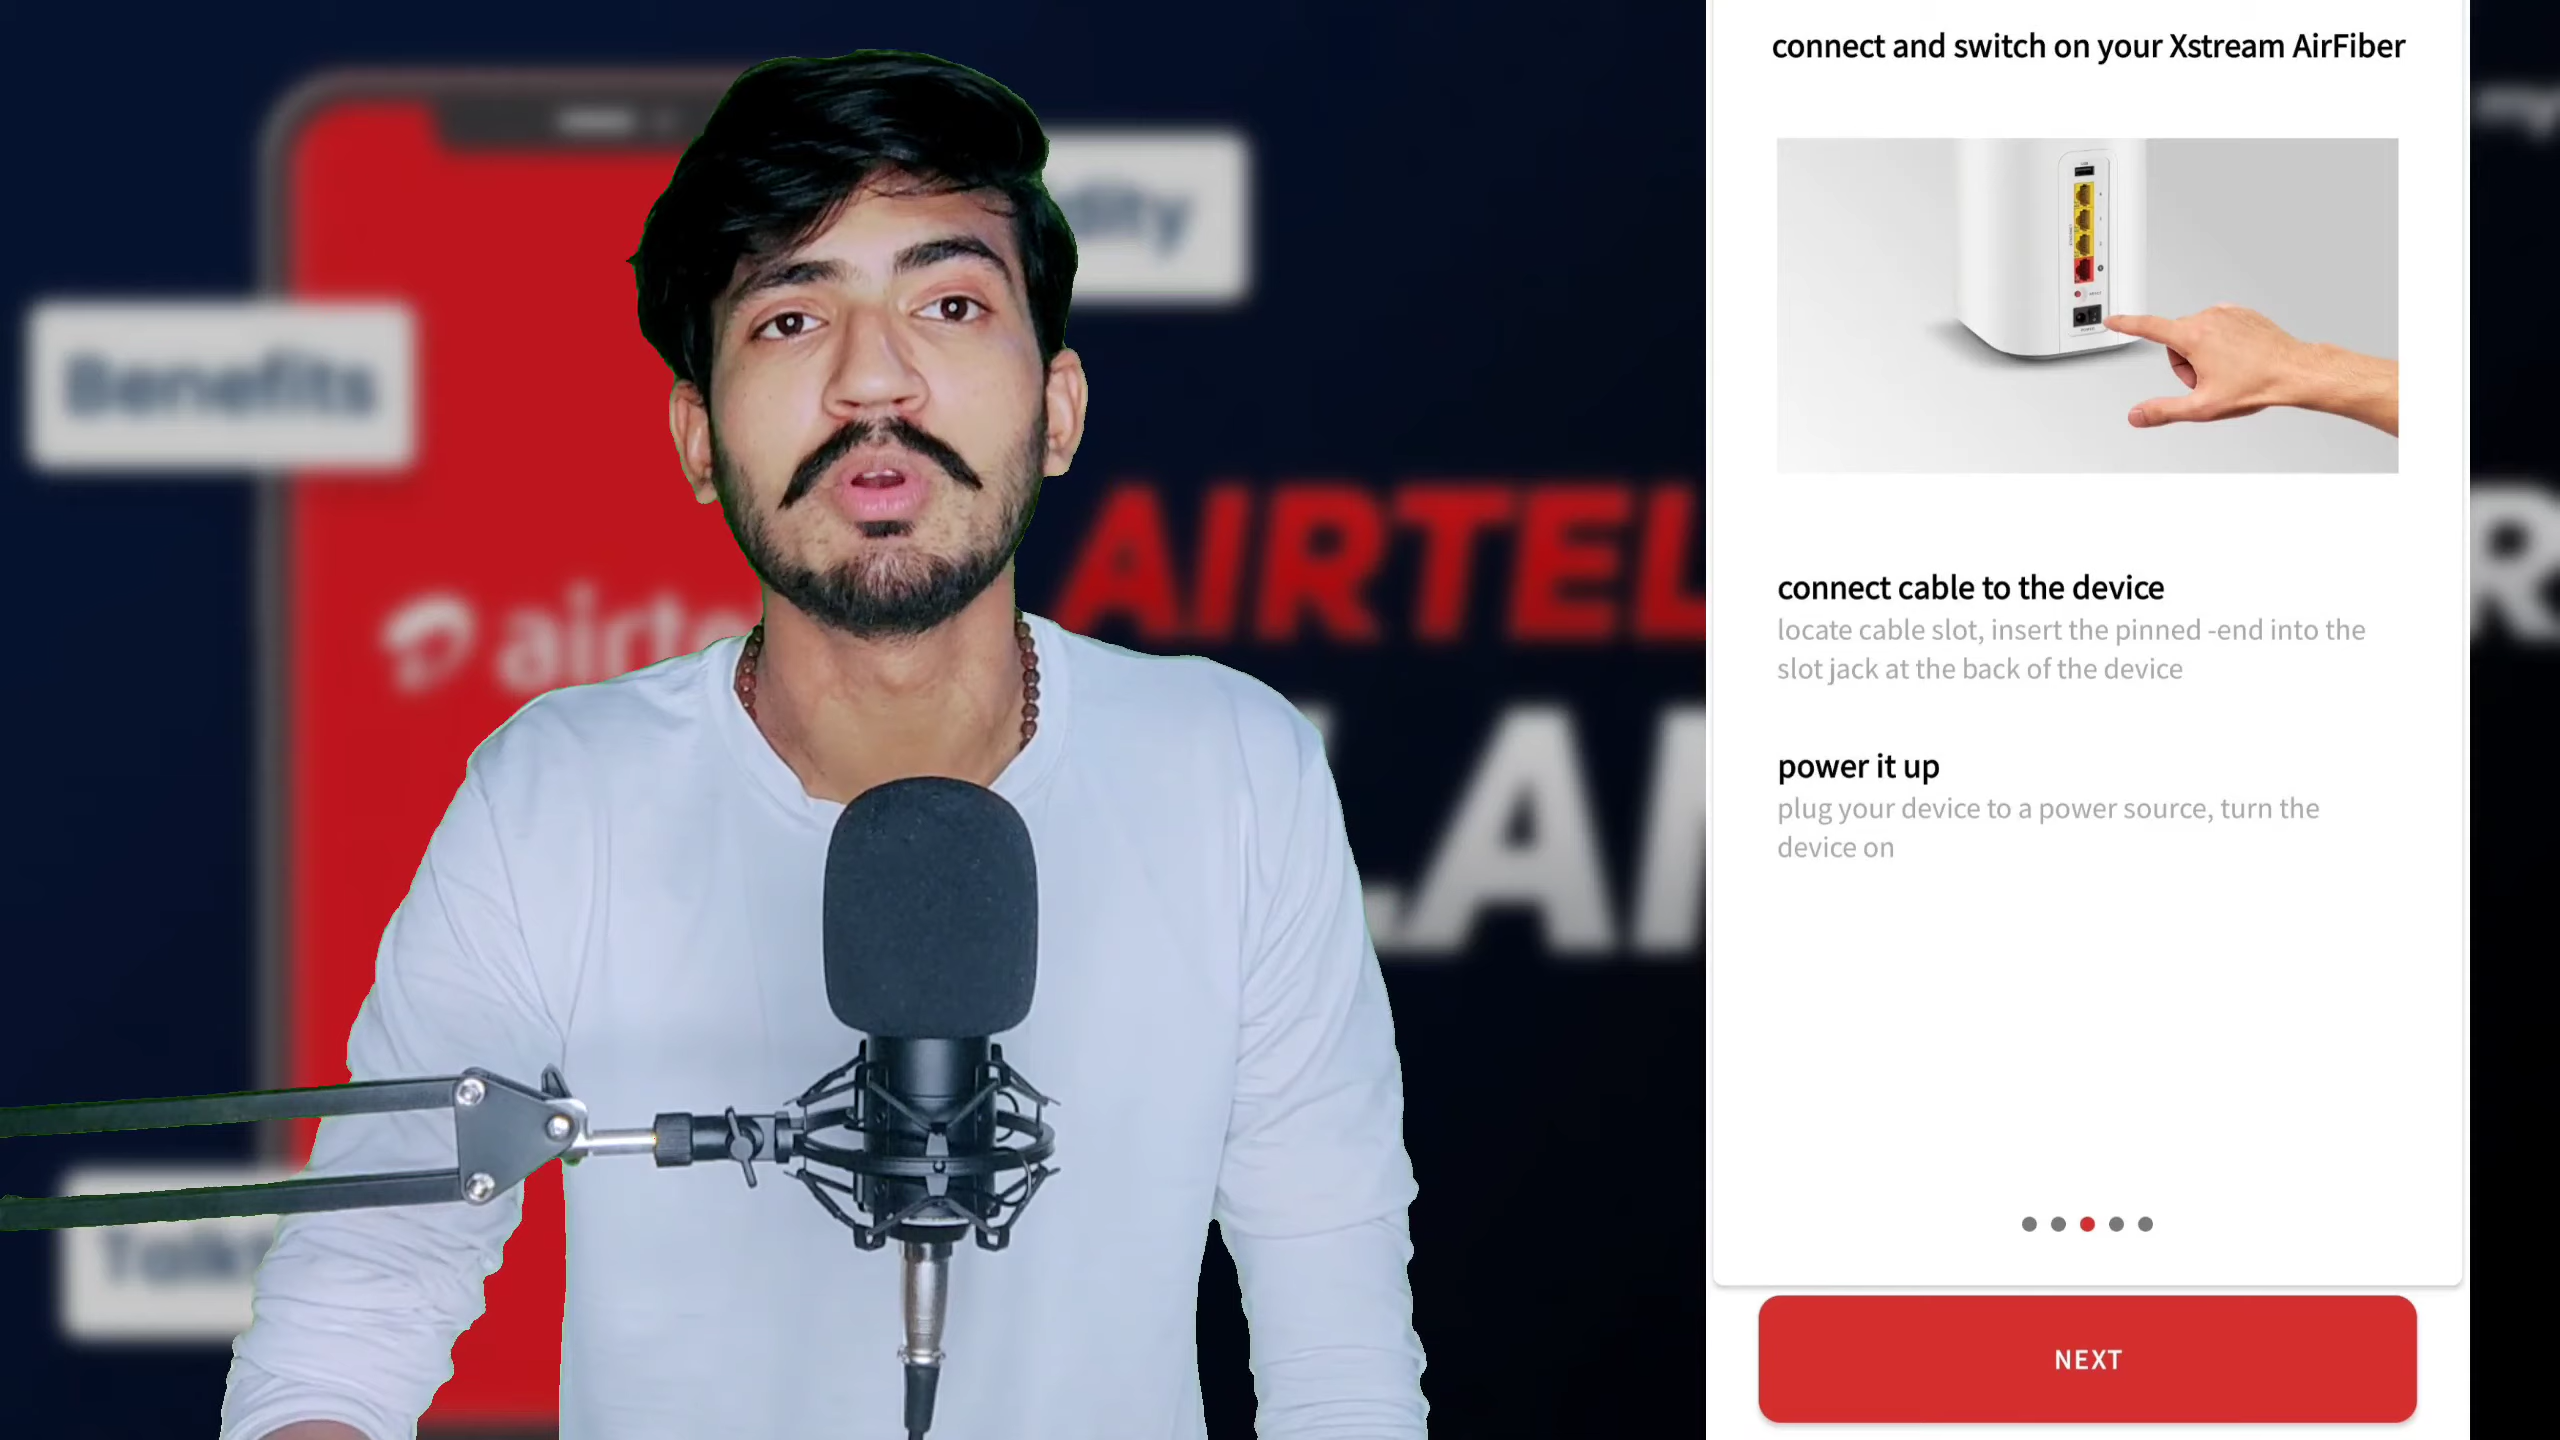 connect and switch on your Xstream AirFiber
connect cable to the device
locate cable slot, insert the pinned -end into the
slot jack at the back of the device
power it up
plug your device to a power source, turn the
device on
NEXT
Benefits
airte
AIRTEL